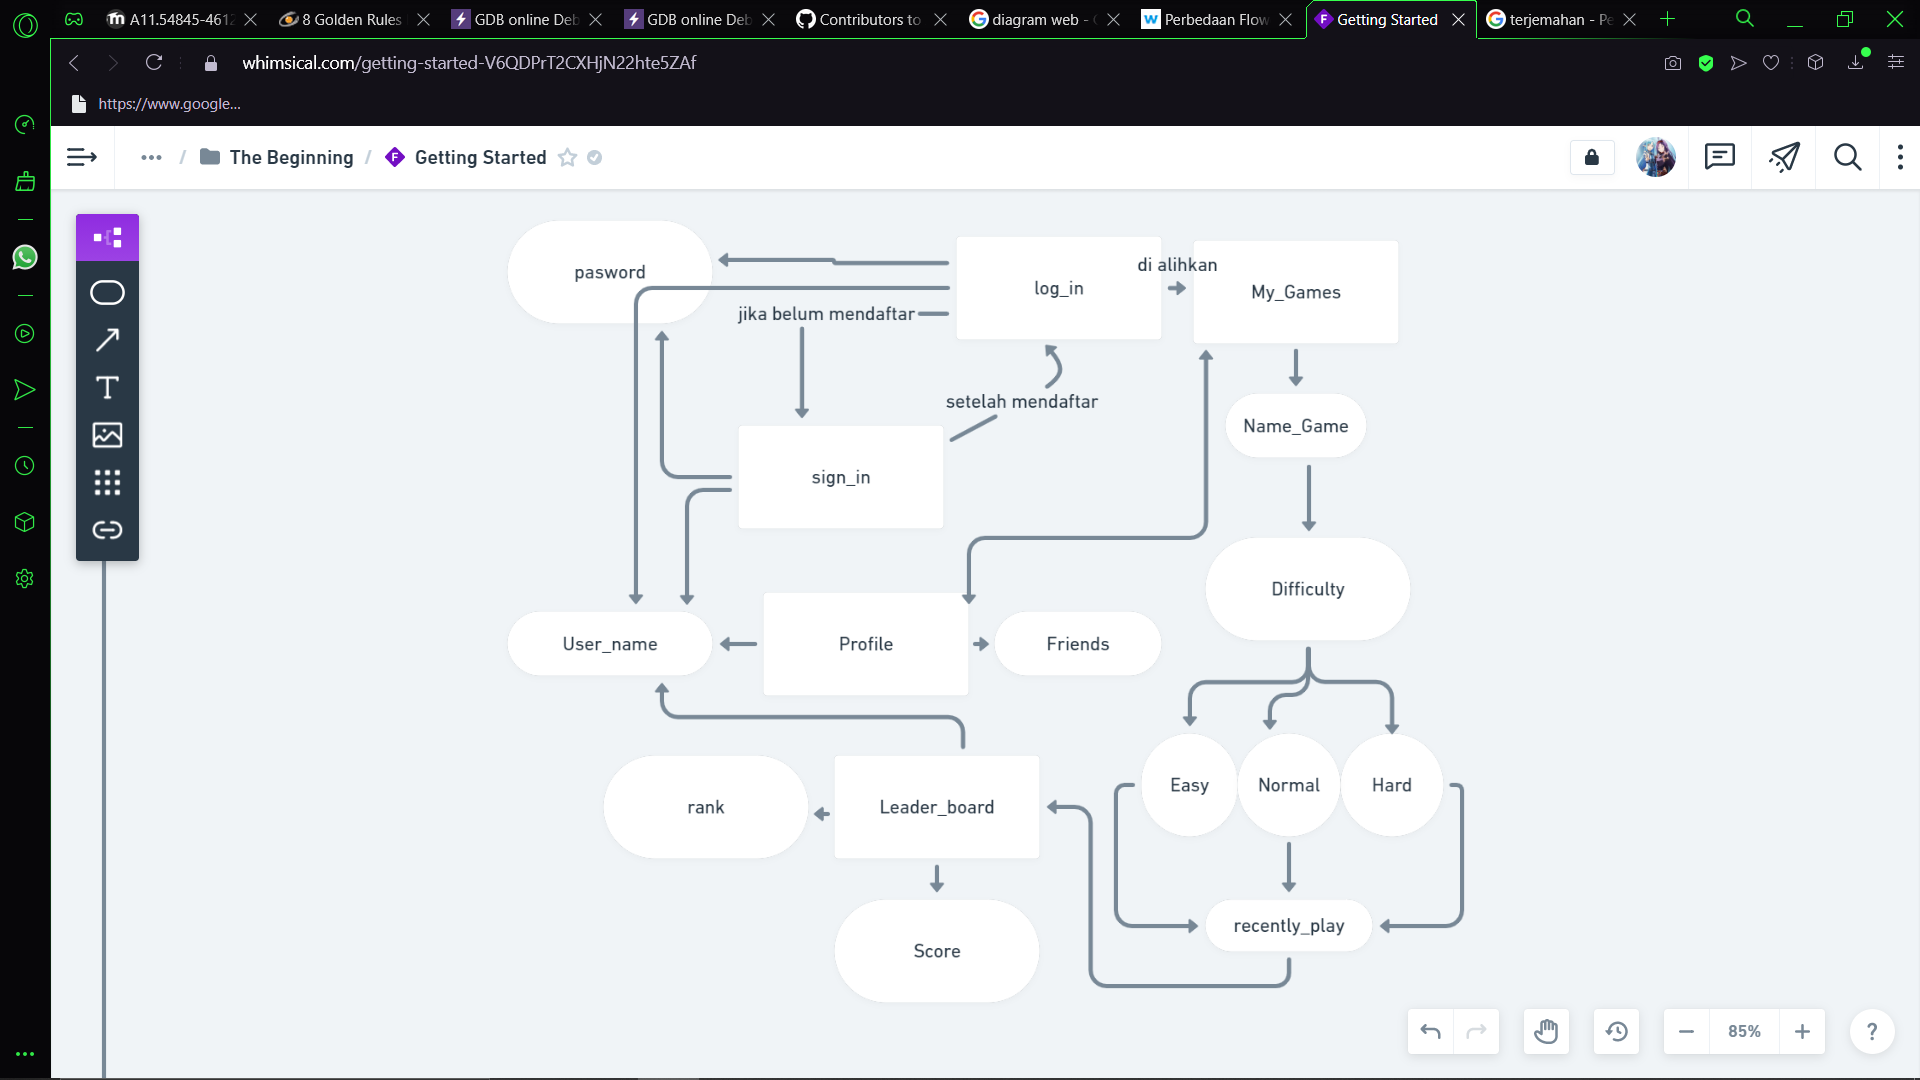 A11.54845-4612
8 Golden Rules
GDB online Deb
GDB online Deb
Contributors to
diagram web -
Perbedaan Flow
Getting Started
terjemahan - Pe
whimsical.com/getting-started-V6QDPrT2CXHjN22hte5ZAf
https://www.google...
The Beginning / Getting Started
pasword
log_in
di alihkan
My_Games
jika belum mendaftar
setelah mendaftar
Name_Game
sign_in
Difficulty
User_name
Profile
Friends
Easy
Normal
Hard
rank
Leader_board
recently_play
Score
85%
?